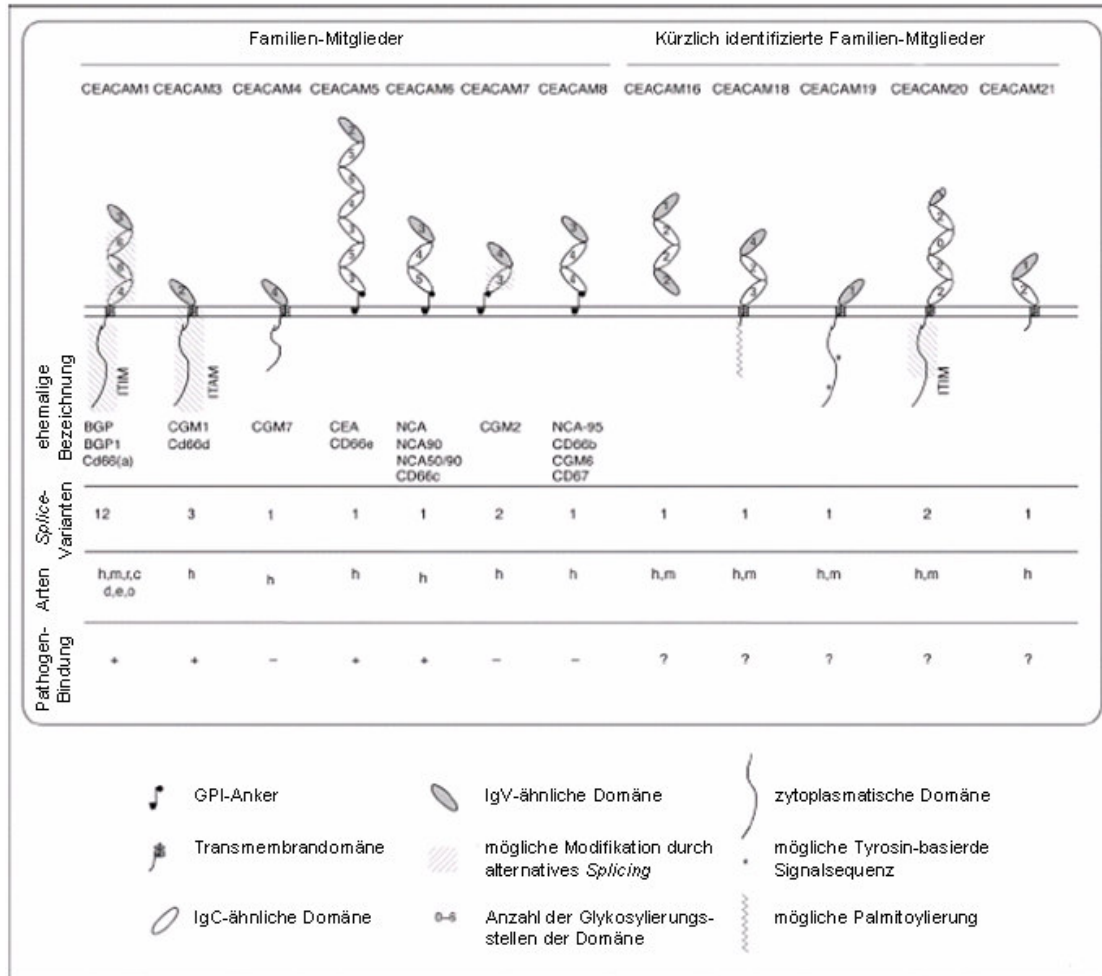 Familien-Mitglieder
Kürzlich identifizierte Familien-Mitglieder
CEACAM1 CEACAM3 CEACAM4 CEACAM5 CEACAM6 CEACAM7 CEACAM8 CEACAM16 CEACAM18 CEACAM19 CEACAM20 CEACAM21
ITIM
ITAM
ITIM
ehemalige
Bezeichnung
BGP
BGP1
Cd66(a)
CGM1
Cd66d
CGM7
CEA
CD66e
NCA
NCA90
NCA50/90
CD66c
CGM2
NCA-95
CD66b
CGM6
CD67
Splice-
Varianten
12 3 1 1 1 2 1 1 1 1 2 1
Arten
h,m,r,c
d,e,o
h h h h h h h,m h,m h,m h,m h
Pathogen-
Bindung
+ + – + + – – ? ? ? ? ?
GPI-Anker
IgV-ähnliche Domäne
zytoplasmatische Domäne
Transmembrandomäne
mögliche Modifikation durch
alternatives Splicing
mögliche Tyrosin-basierde
Signalsequenz
IgC-ähnliche Domäne
0–6
Anzahl der Glykosylierungs-
stellen der Domäne
mögliche Palmitoylierung